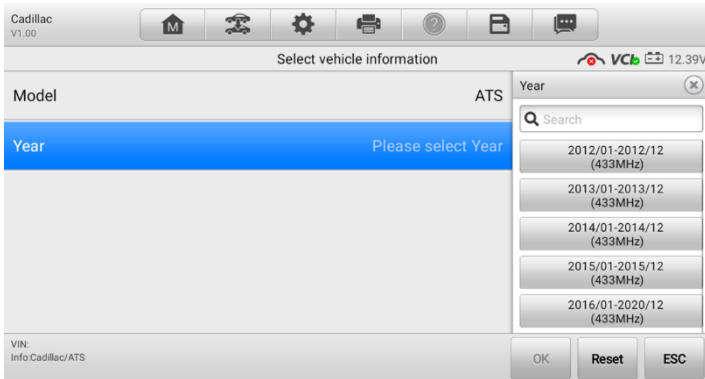 Cadillac
V1.00
M
Select vehicle information
VCI
12.39V
Model
ATS
Year
Please select Year
Year
Search
2012/01-2012/12
(433MHz)
2013/01-2013/12
(433MHz)
2014/01-2014/12
(433MHz)
2015/01-2015/12
(433MHz)
2016/01-2020/12
(433MHz)
VIN:
Info:Cadillac/ATS
OK
Reset
ESC